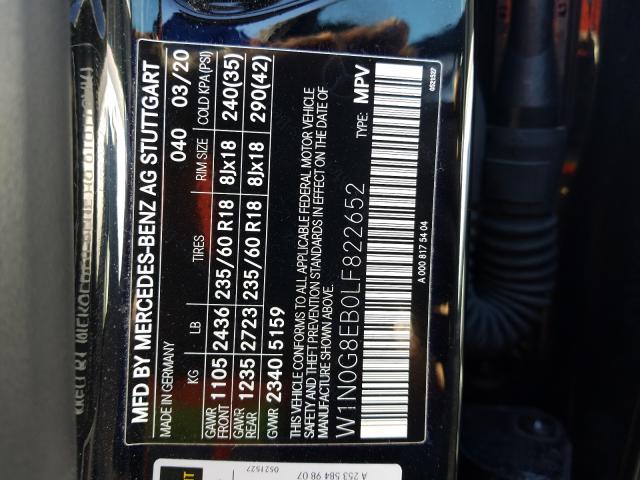 MFD BY MERCEDES-BENZ AG STUTTGART
MADE IN GERMANY 040 03/20
KG LB TIRES RIM SIZE COLD KPA(PSI)
GAWR FRONT 1105 2436 235/60 R18 8Jx18 240(35)
GAWR REAR 1235 2723 235/60 R18 8Jx18 290(42)
GVWR 2340 5159
THIS VEHICLE CONFORMS TO ALL APPLICABLE FEDERAL MOTOR VEHICLE
SAFETY AND THEFT PREVENTION STANDARDS IN EFFECT ON THE DATE OF
MANUFACTURE SHOWN ABOVE.
TYPE: MPV
W1N0G8EB0LF822652
A 000 817 54 04
0521527
0521527
A 253 584 98 07